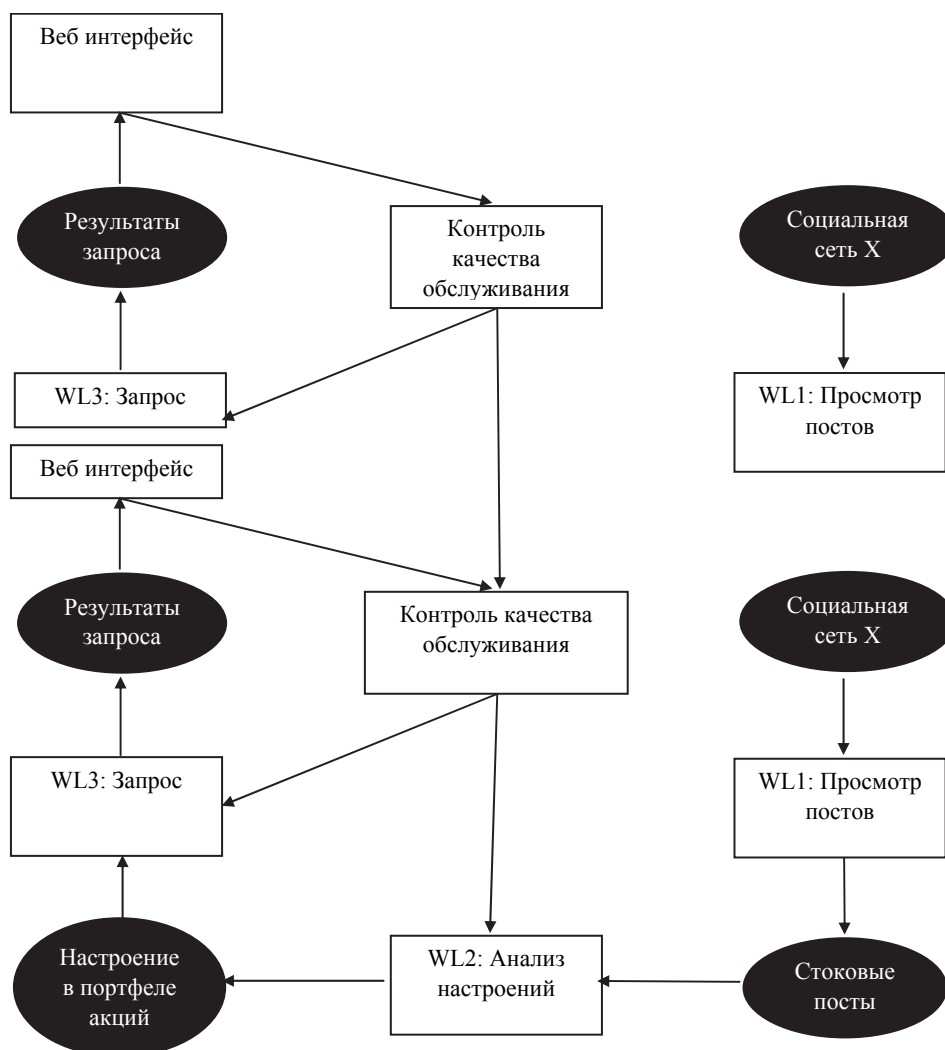 Веб интерфейс
Результаты
запроса
Контроль
качества
обслуживания
Социальная
сеть X
WL3: Запрос
WL1: Просмотр
постов
Веб интерфейс
Результаты
запроса
Контроль качества
обслуживания
Социальная
сеть X
WL3: Запрос
WL1: Просмотр
постов
Настроение
в портфеле
акций
WL2: Анализ
настроений
Стоковые
посты